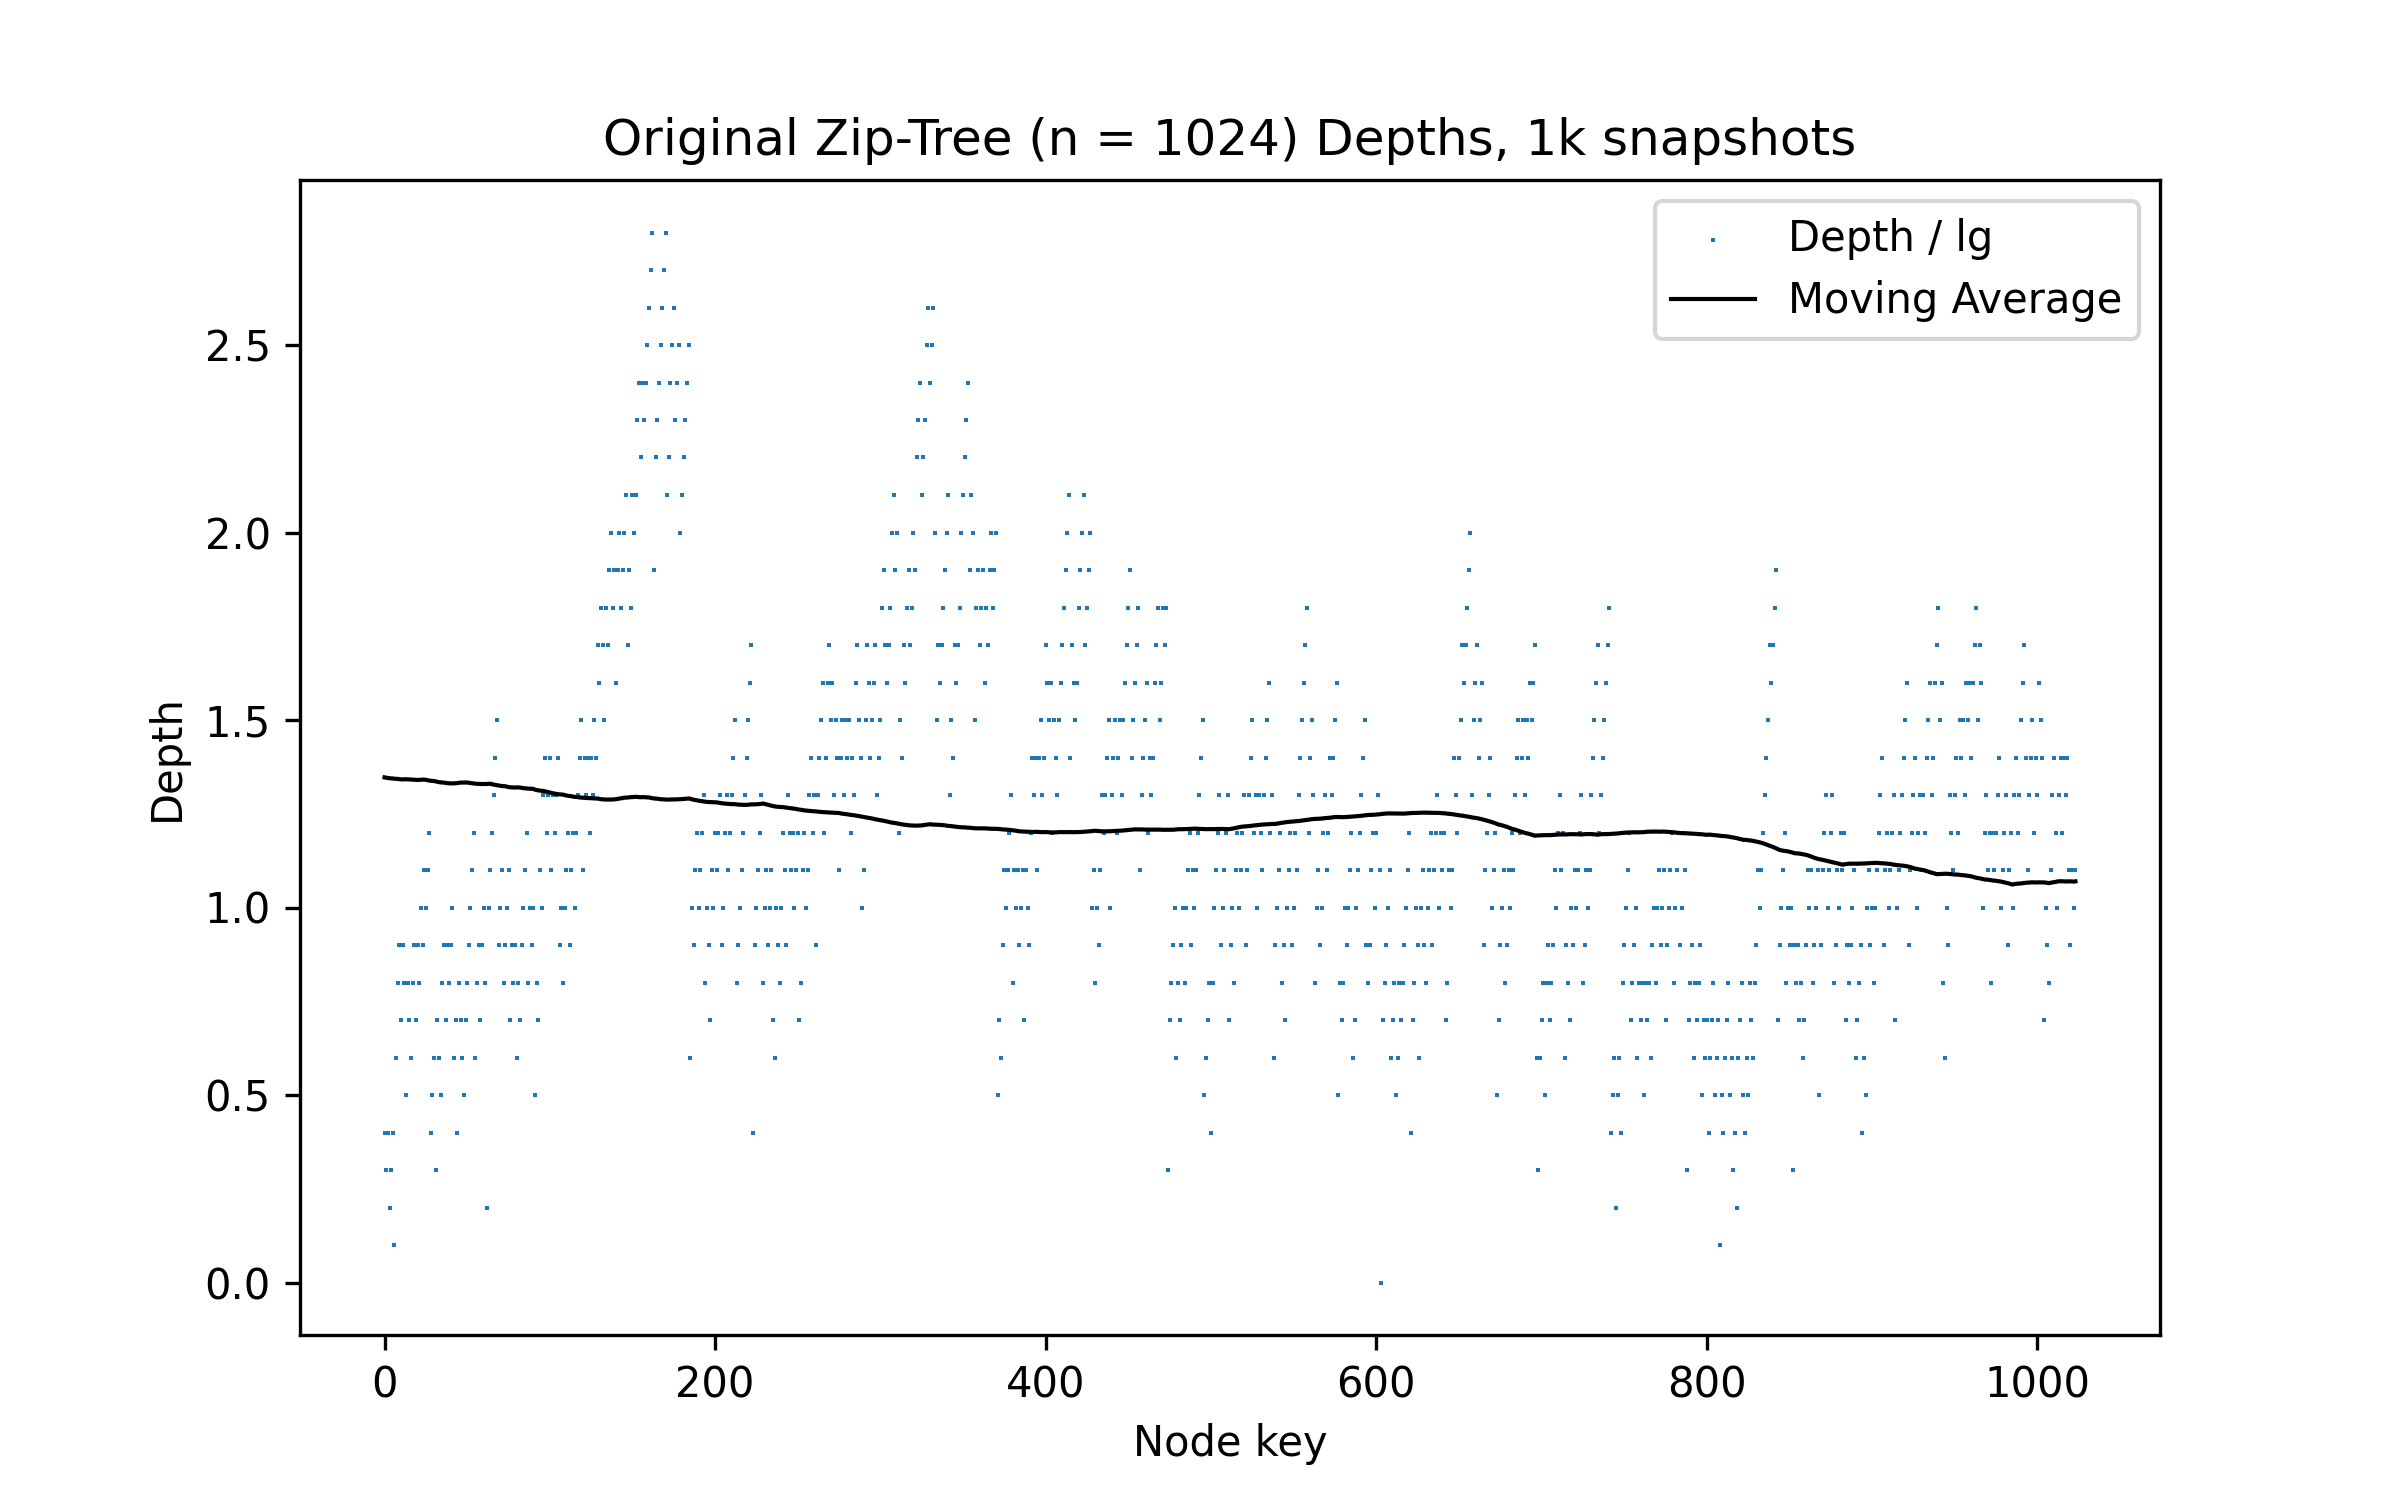 Original Zip-Tree (n = 1024) Depths, 1k snapshots
Depth / lg
Moving Average
2.5
2.0
1.5
1.0
0.5
0.0
Depth
0 200 400 600 800 1000
Node key